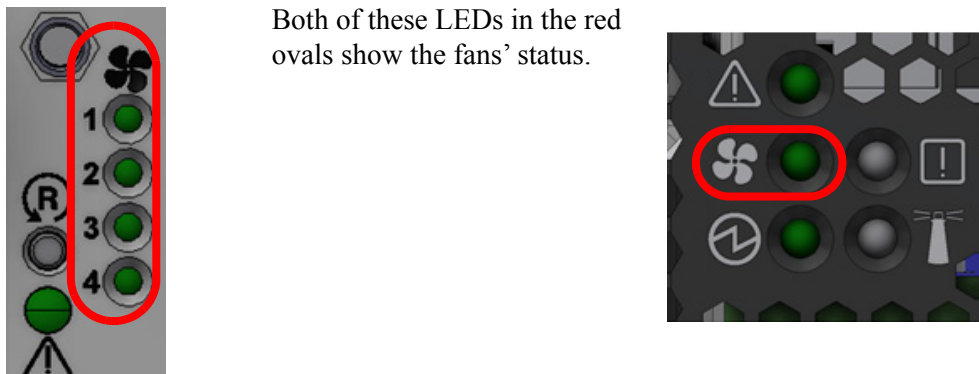 Both of these LEDs in the red
ovals show the fans’ status.
1
2
R
3
4